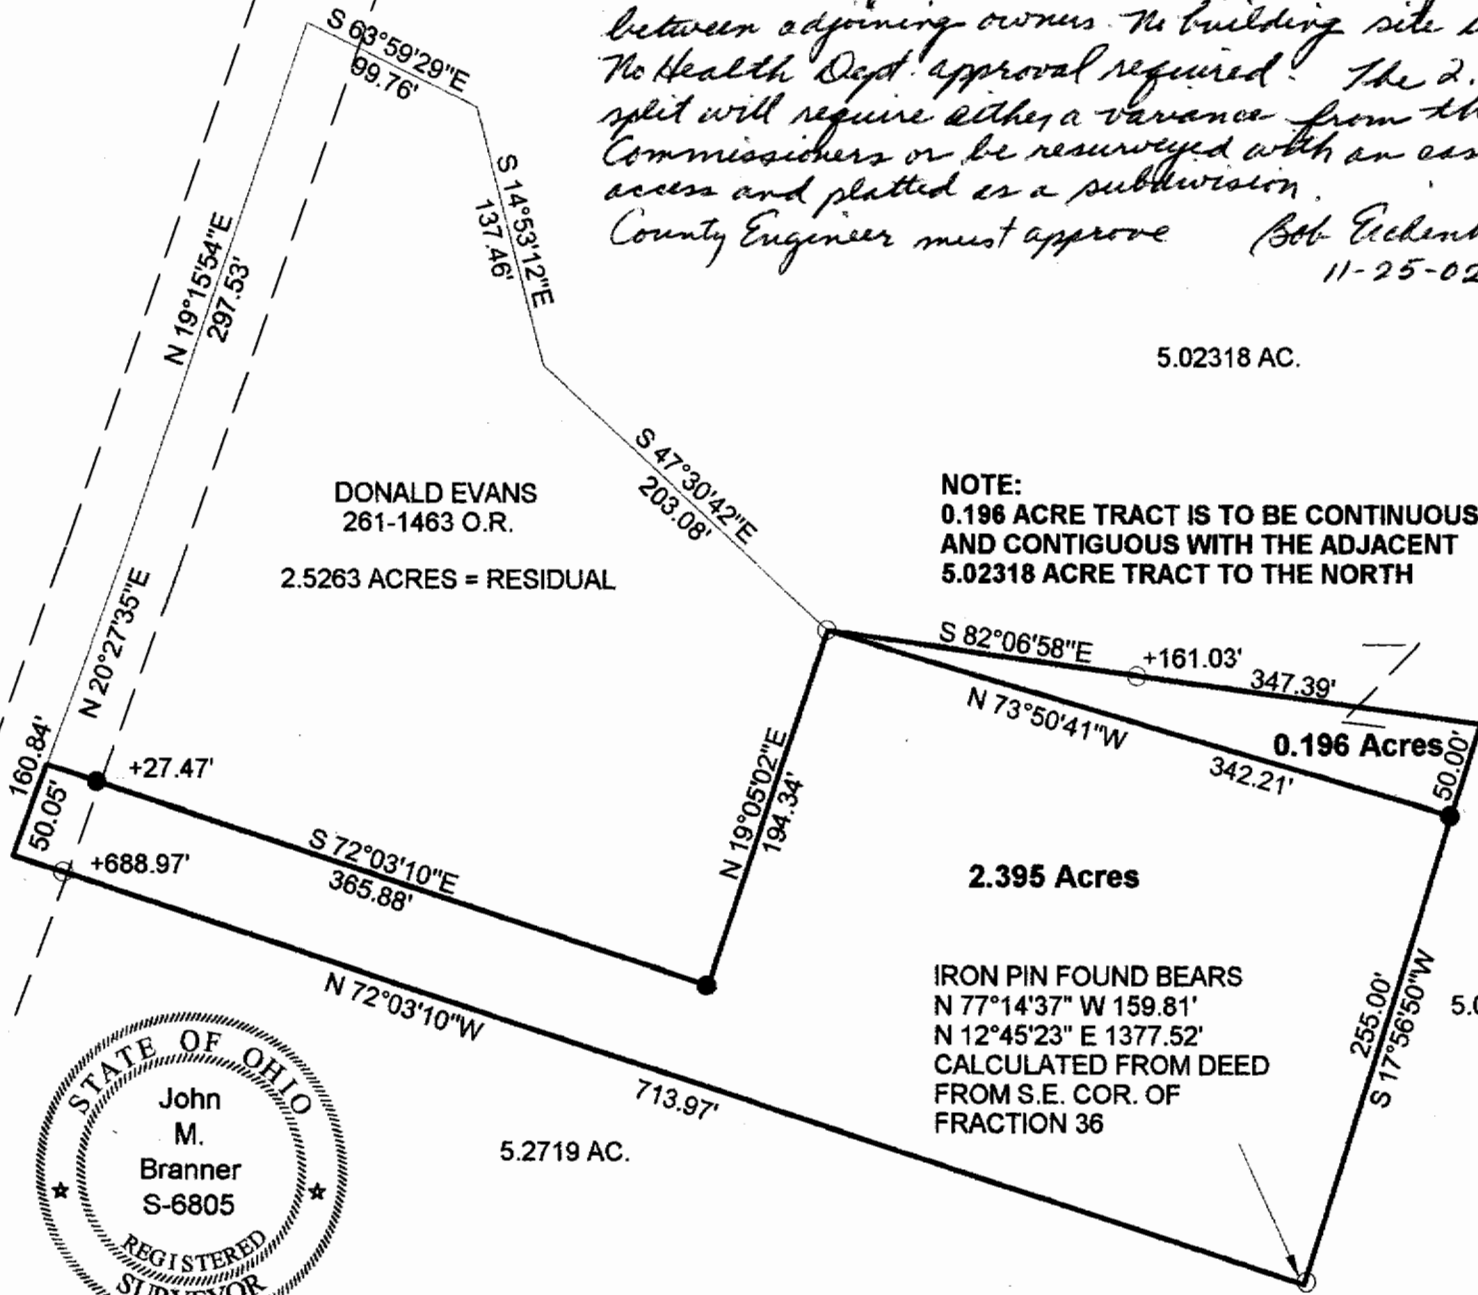 between adjoining owners. No building site
No Health Dept. approval required. The 2.
split will require either a variance from
Commissioners or be resurveyed with an
access and platted as a subdivision.
County Engineer must approve Bob
11-25-02
S 63°59'29"E
99.76'
S 14°53'12"E
137.46'
N 19°15'54"E
297.53'
5.02318 AC.
S 47°30'42"E
203.08'
DONALD EVANS
261-1463 O.R.
2.5263 ACRES = RESIDUAL
NOTE:
0.196 ACRE TRACT IS TO BE CONTINUOUS
AND CONTIGUOUS WITH THE ADJACENT
5.02318 ACRE TRACT TO THE NORTH
N 20°27'35"E
160.84'
S 82°06'58"E
+161.03'
347.39'
N 73°50'41"W
342.21'
0.196 Acres
50.00'
N 19°05'02"E
194.34'
+27.47'
50.05'
+688.97'
S 72°03'10"E
365.88'
2.395 Acres
N 72°03'10"W
713.97'
IRON PIN FOUND BEARS
N 77°14'37" W 159.81'
N 12°45'23" E 1377.52'
CALCULATED FROM DEED
FROM S.E. COR. OF
FRACTION 36
255.00'
S 17°56'50"W
5.2719 AC.
STATE OF OHIO
John
M.
Branner
S-6805
REGISTERED
SURVEYOR